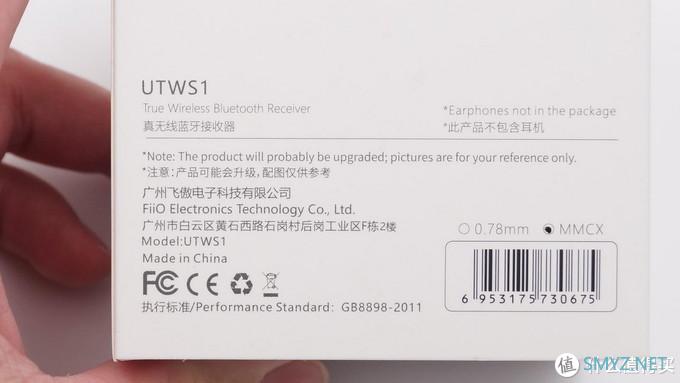 UTWS1
True Wireless Bluetooth Receiver
真无线蓝牙接收器
*Earphones not in the package
*此产品不包含耳机
*Note: The product will probably be upgraded; pictures are for your reference only.
*注意：产品可能会升级，配图仅供参考
广州飞傲电子科技有限公司
FiiO Electronics Technology Co., Ltd.
广州市白云区黄石西路石岗村后岗工业区F栋2楼
Model:UTWS1
Made in China
0.78mm MMCX
FC CE
执行标准/Performance Standard: GB8898-2011
6 953175 730675
值 SMYZ.NET